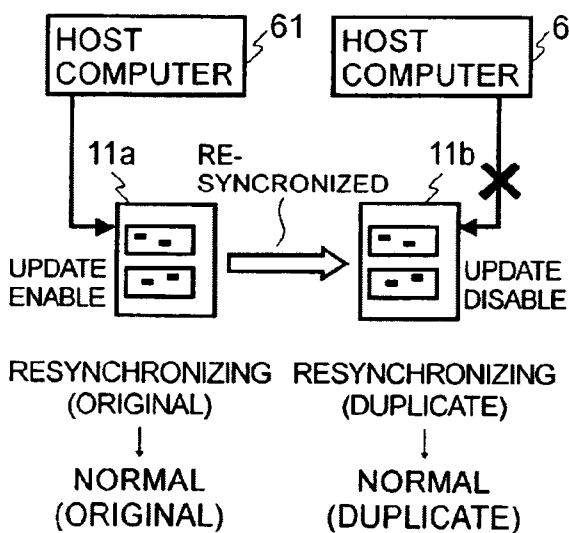 HOST
COMPUTER
61
HOST
COMPUTER
6
11a
RE-
SYNCRONIZED
11b
UPDATE
ENABLE
UPDATE
DISABLE
RESYNCHRONIZING
(ORIGINAL)
RESYNCHRONIZING
(DUPLICATE)
NORMAL
(ORIGINAL)
NORMAL
(DUPLICATE)